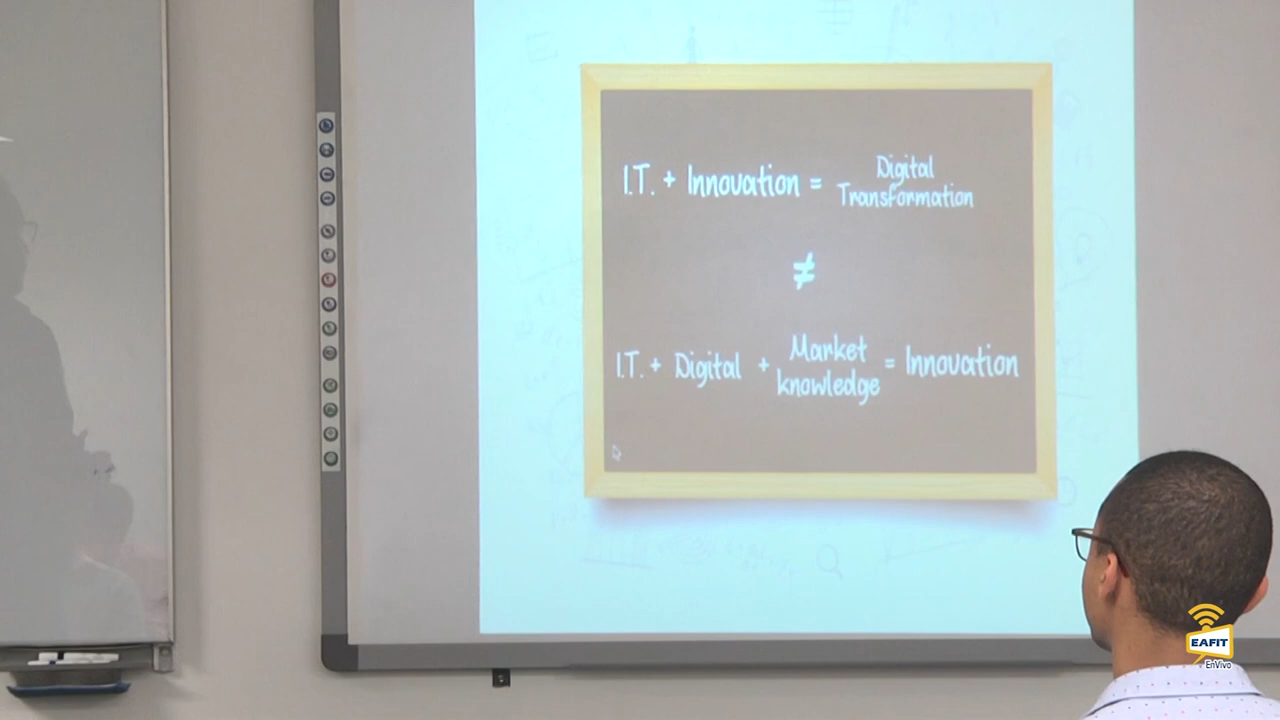 I.T. + Innovation = Digital Transformation
≠
I.T. + Digital + Market knowledge = Innovation
EAFIT
EnVivo